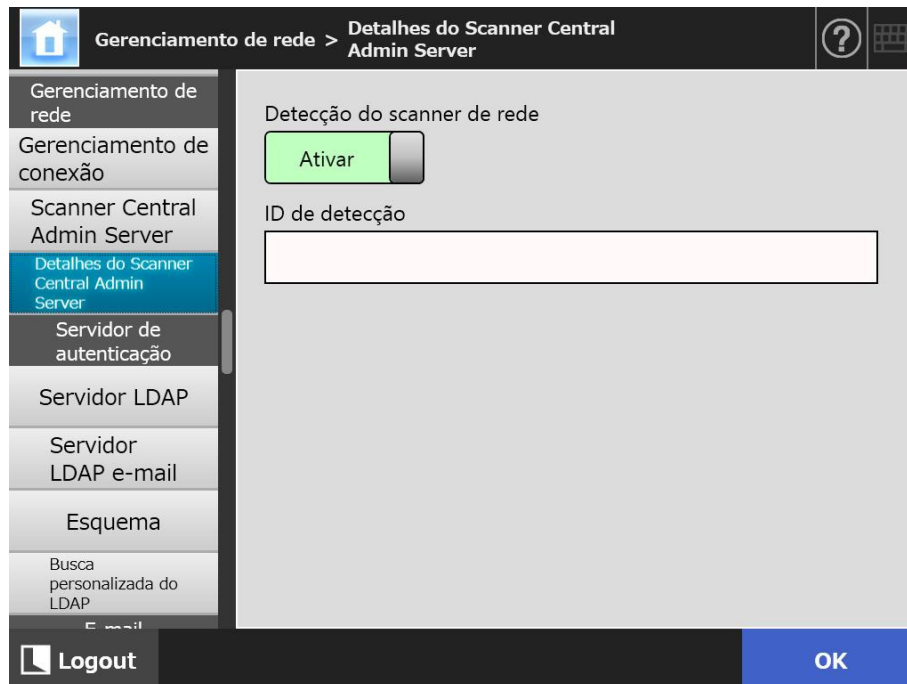 Gerenciamento de rede > Detalhes do Scanner Central
Admin Server
?
Gerenciamento de
rede
Gerenciamento de
conexão
Scanner Central
Admin Server
Detalhes do Scanner
Central Admin
Server
Servidor de
autenticação
Servidor LDAP
Servidor
LDAP e-mail
Esquema
Busca
personalizada do
LDAP
E-mail
Detecção do scanner de rede
Ativar
ID de detecção
Logout
OK